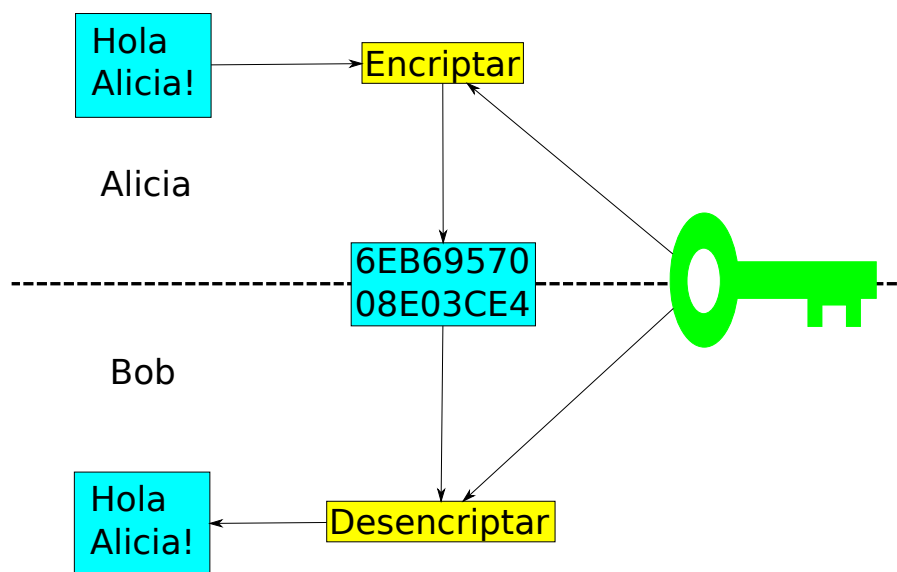 Hola
Alicia!
Encriptar
Alicia
6EB69570
08E03CE4
Bob
Hola
Alicia!
Desencriptar